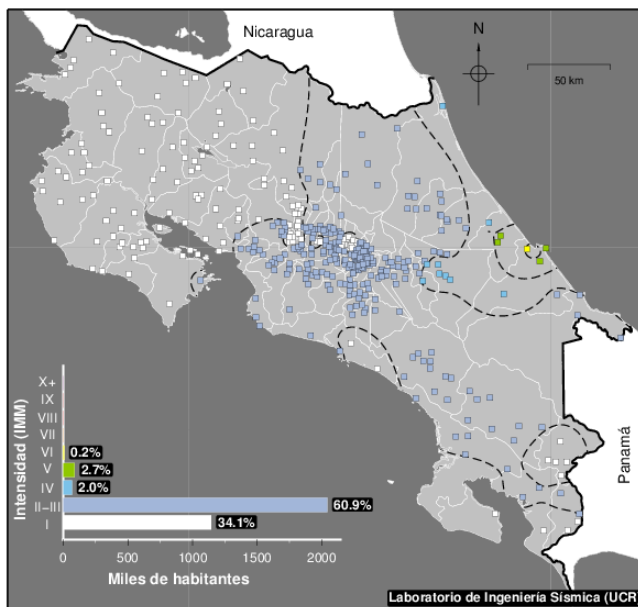 Nicaragua
N
50 km
Panamá
Intensidad (IMM)
X+
IX
VIII
VII
VI 0.2%
V 2.7%
IV 2.0%
II-III 60.9%
I 34.1%
0 500 1000 1500 2000
Miles de habitantes
Laboratorio de Ingeniería Sísmica (UCR